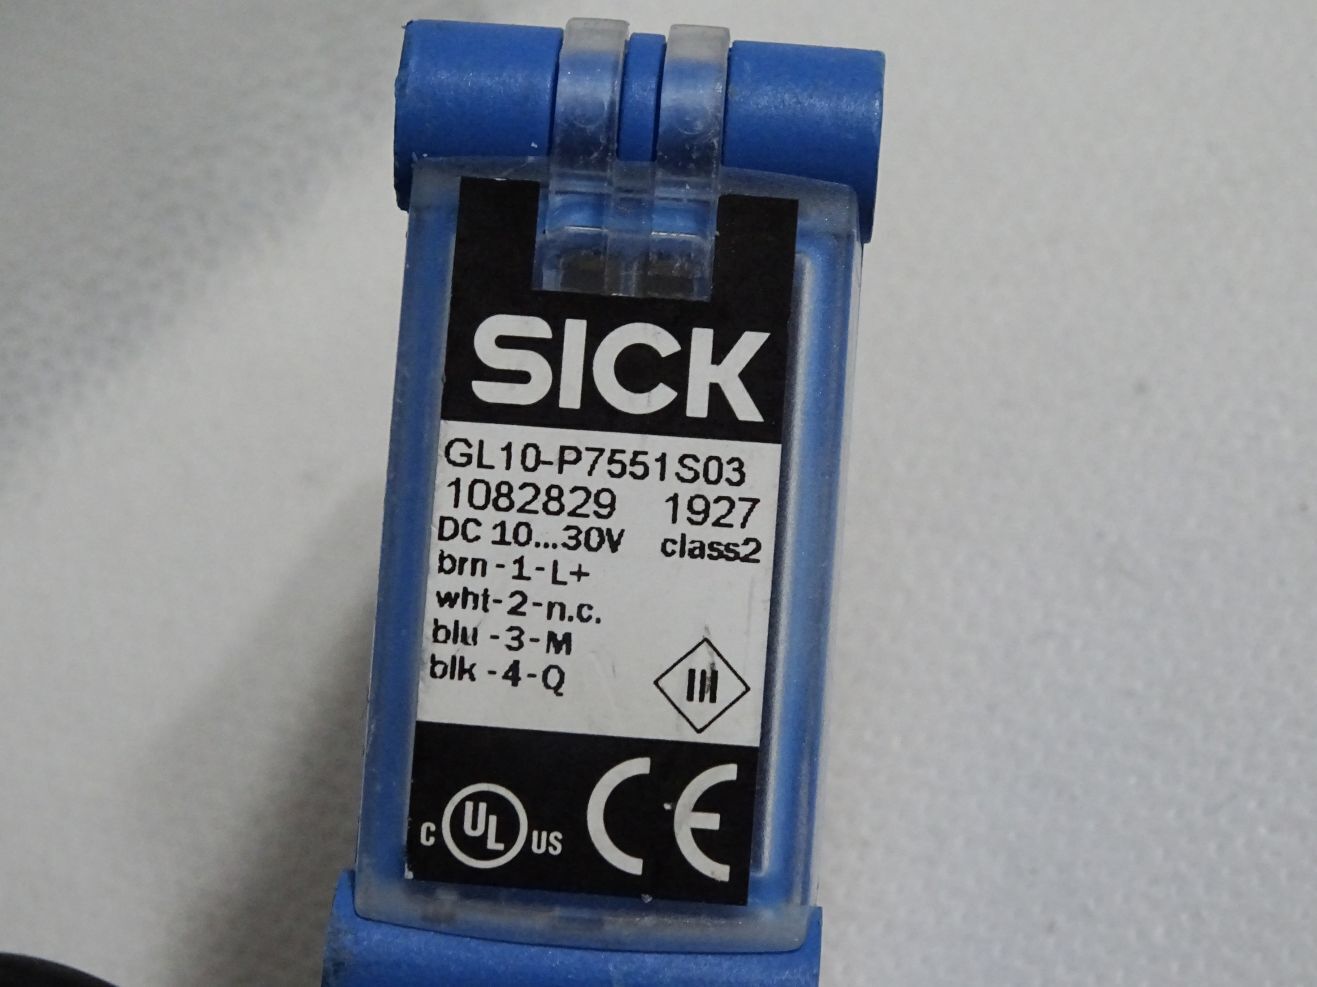 SICK
GL10-P7551S03
1082829 1927
DC 10...30V class2
brn-1-L+
wht-2-n.c.
blu-3-M
blk-4-Q
III
C UL US CE